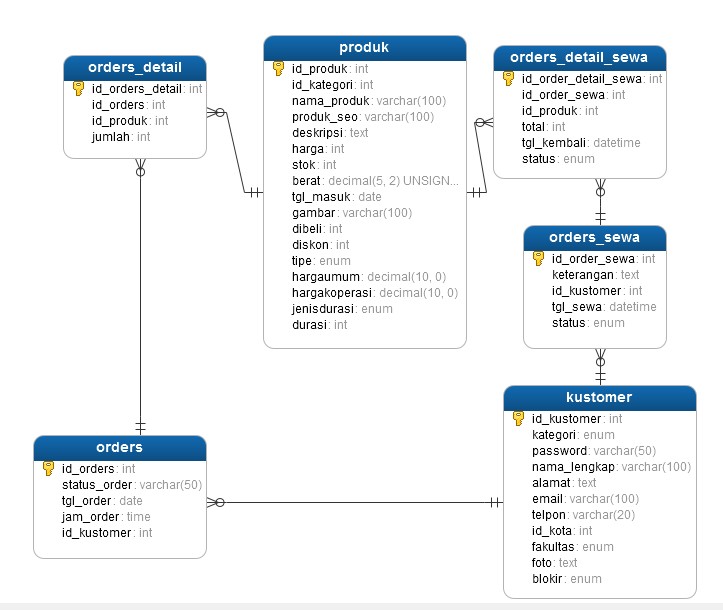 orders_detail
id_orders_detail: int
id_orders: int
id_produk: int
jumlah: int
produk
id_produk: int
id_kategori: int
nama_produk: varchar(100)
produk_seo: varchar(100)
deskripsi: text
harga: int
stok: int
berat: decimal(5, 2) UNSIGN...
tgl_masuk: date
gambar: varchar(100)
dibeli: int
diskon: int
tipe: enum
hargaumum: decimal(10, 0)
hargakoperasi: decimal(10, 0)
jenisdurasi: enum
durasi: int
orders_detail_sewa
id_order_detail_sewa: int
id_order_sewa: int
id_produk: int
total: int
tgl_kembali: datetime
status: enum
orders_sewa
id_order_sewa: int
keterangan: text
id_kustomer: int
tgl_sewa: datetime
status: enum
orders
id_orders: int
status_order: varchar(50)
tgl_order: date
jam_order: time
id_kustomer: int
kustomer
id_kustomer: int
kategori: enum
password: varchar(50)
nama_lengkap: varchar(100)
alamat: text
email: varchar(100)
telpon: varchar(20)
id_kota: int
fakultas: enum
foto: text
blokir: enum